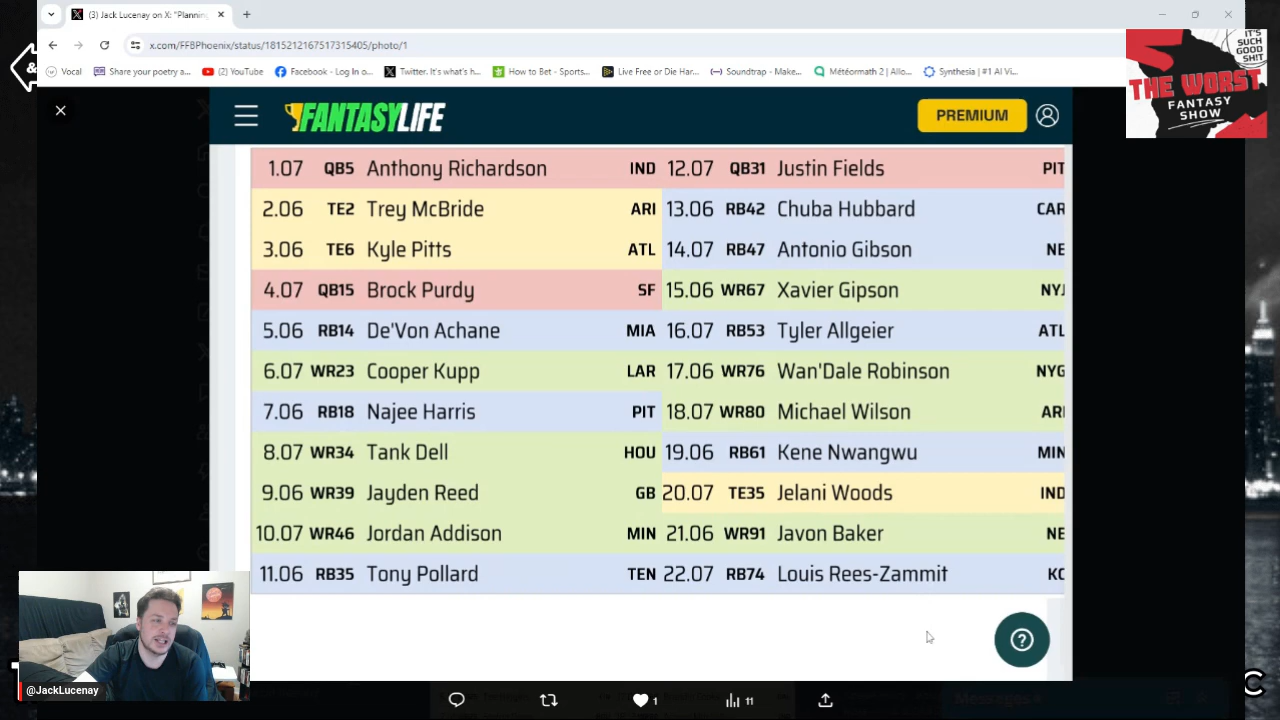 (3) Jack Lucenay on X: "Planning
x.com/FFBPhoenix/status/1815212167517315405/photo/1
Vocal
Share your poetry a...
(2) YouTube
Facebook - Log In o...
Twitter. It's what's h...
How to Bet - Sports...
Live Free or Die Har...
Soundtrap - Make...
Météormath 2 | Allo...
Synthesia | #1 AI Vi...
IT'S
SUCH
GOOD
SH!T!
THE WORST
FANTASY
SHOW
&
FANTASYLIFE
PREMIUM
1.07 QB5 Anthony Richardson IND
2.06 TE2 Trey McBride ARI
3.06 TE6 Kyle Pitts ATL
4.07 QB15 Brock Purdy SF
5.06 RB14 De'Von Achane MIA
6.07 WR23 Cooper Kupp LAR
7.06 RB18 Najee Harris PIT
8.07 WR34 Tank Dell HOU
9.06 WR39 Jayden Reed GB
10.07 WR46 Jordan Addison MIN
11.06 RB35 Tony Pollard TEN
12.07 QB31 Justin Fields PIT
13.06 RB42 Chuba Hubbard CAR
14.07 RB47 Antonio Gibson NE
15.06 WR67 Xavier Gipson NYJ
16.07 RB53 Tyler Allgeier ATL
17.06 WR76 Wan'Dale Robinson NYG
18.07 WR80 Michael Wilson ARI
19.06 RB61 Kene Nwangwu MIN
20.07 TE35 Jelani Woods IND
21.06 WR91 Javon Baker NE
22.07 RB74 Louis Rees-Zammit KC
?
@JackLucenay
1
11
Messages
C